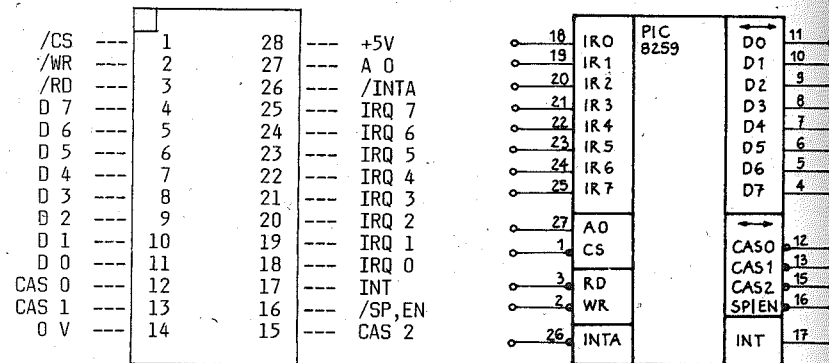 /CS --- 1 28 --- +5V
/WR --- 2 27 --- A 0
/RD --- 3 26 --- /INTA
D 7 --- 4 25 --- IRQ 7
D 6 --- 5 24 --- IRQ 6
D 5 --- 6 23 --- IRQ 5
D 4 --- 7 22 --- IRQ 4
D 3 --- 8 21 --- IRQ 3
D 2 --- 9 20 --- IRQ 2
D 1 --- 10 19 --- IRQ 1
D 0 --- 11 18 --- IRQ 0
CAS 0 --- 12 17 --- INT
CAS 1 --- 13 16 --- /SP,EN
0 V --- 14 15 --- CAS 2
PIC
8259
18 IR0 D0 11
19 IR1 D1 10
20 IR2 D2 9
21 IR3 D3 8
22 IR4 D4 7
23 IR5 D5 6
24 IR6 D6 5
25 IR7 D7 4
27 A0
1 CS CAS0 12
CAS1 13
3 RD CAS2 15
2 WR SP|EN 16
26 INTA INT 17